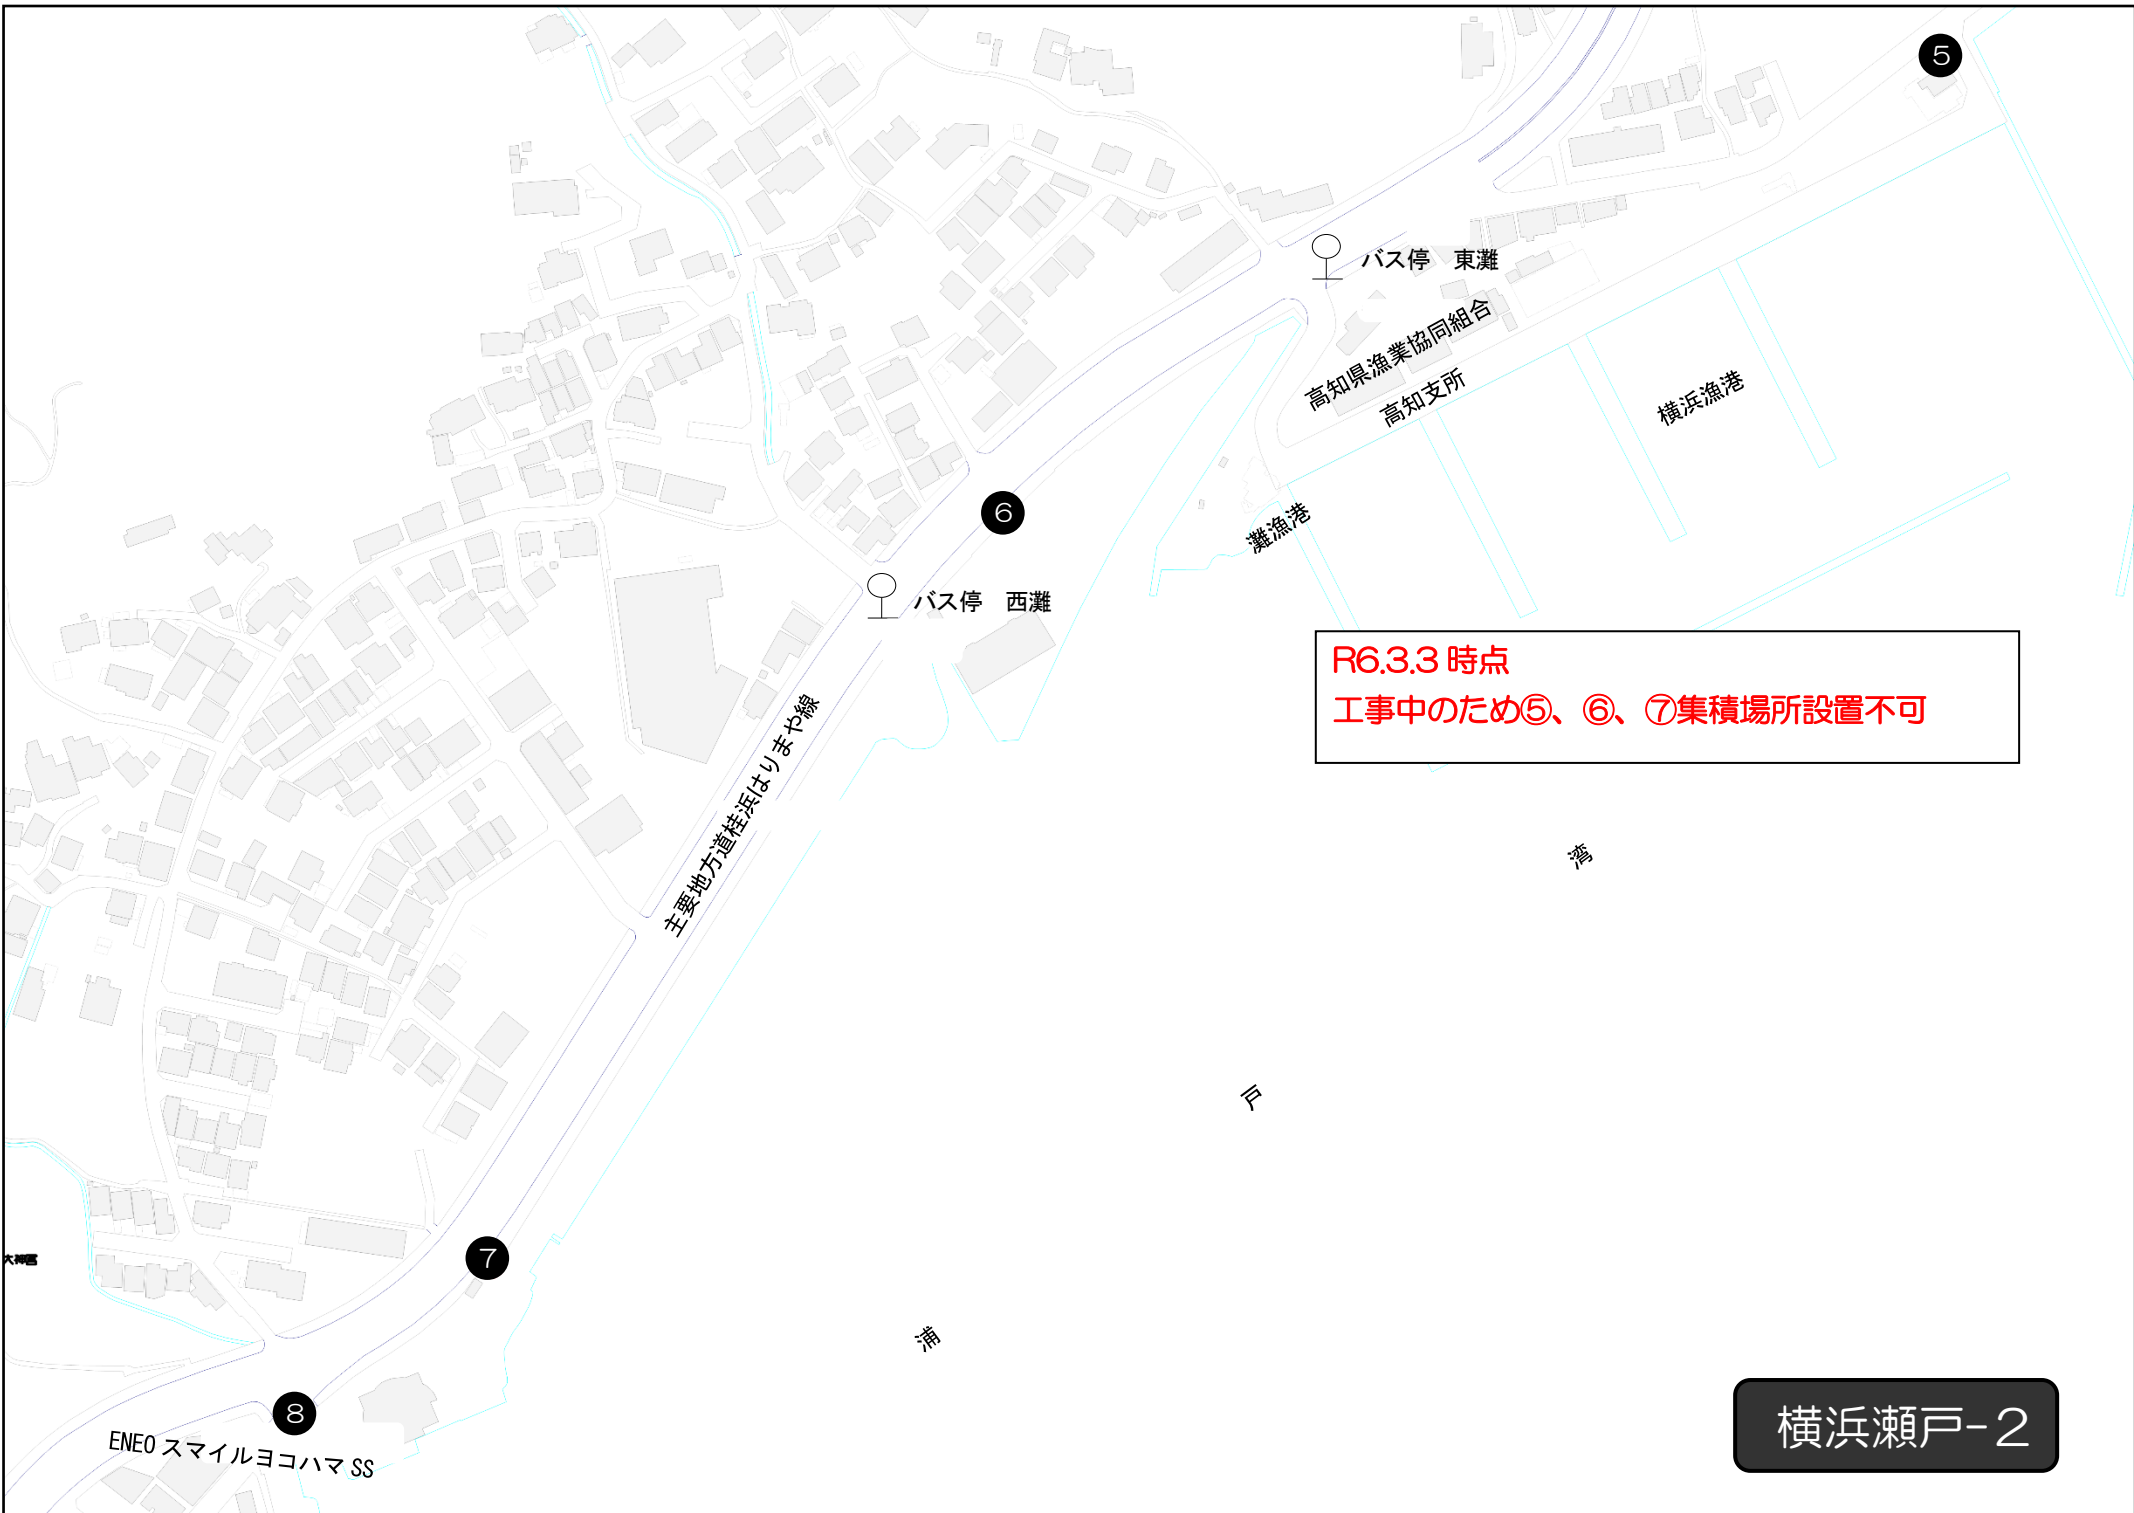 ⑤
バス停　東灘
高知県漁業協同組合
高知支所
横浜漁港
⑥
灘漁港
バス停　西灘
R6.3.3 時点
工事中のため⑤、⑥、⑦集積場所設置不可
主要地方道桂浜はりまや線
湾
戸
浦
大神宮
⑦
⑧
ENEO スマイルヨコハマ SS
横浜瀬戸-2